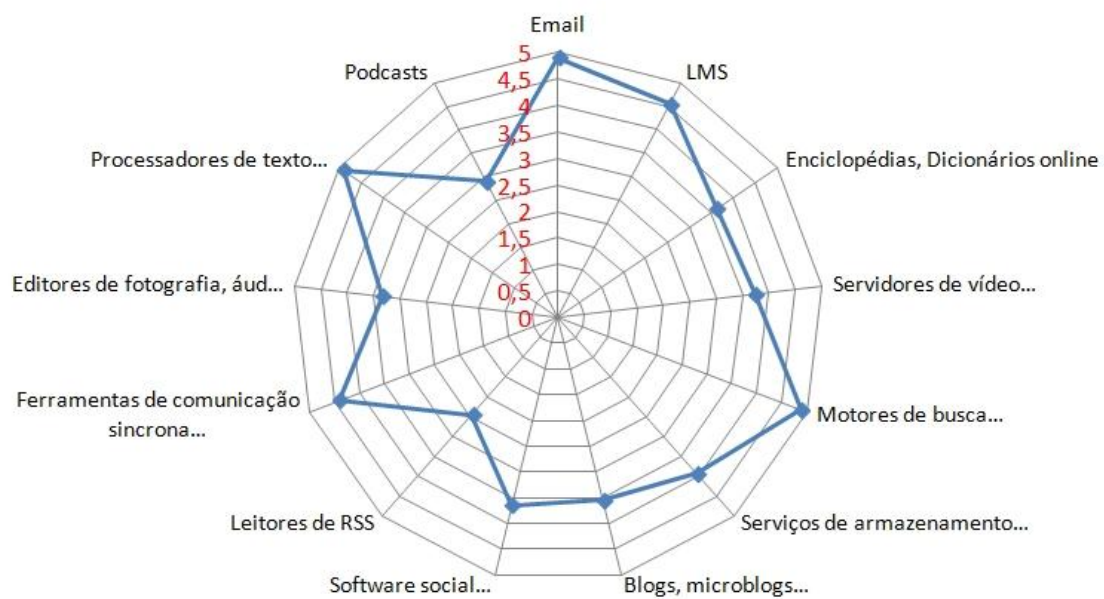 Email
LMS
Enciclopédias, Dicionários online
Servidores de vídeo...
Motores de busca...
Serviços de armazenamento...
Blogs, microblogs...
Software social...
Leitores de RSS
Ferramentas de comunicação
sincrona...
Editores de fotografia, áud...
Processadores de texto...
Podcasts
5
4,5
4
3,5
3
2,5
2
1,5
1
0,5
0